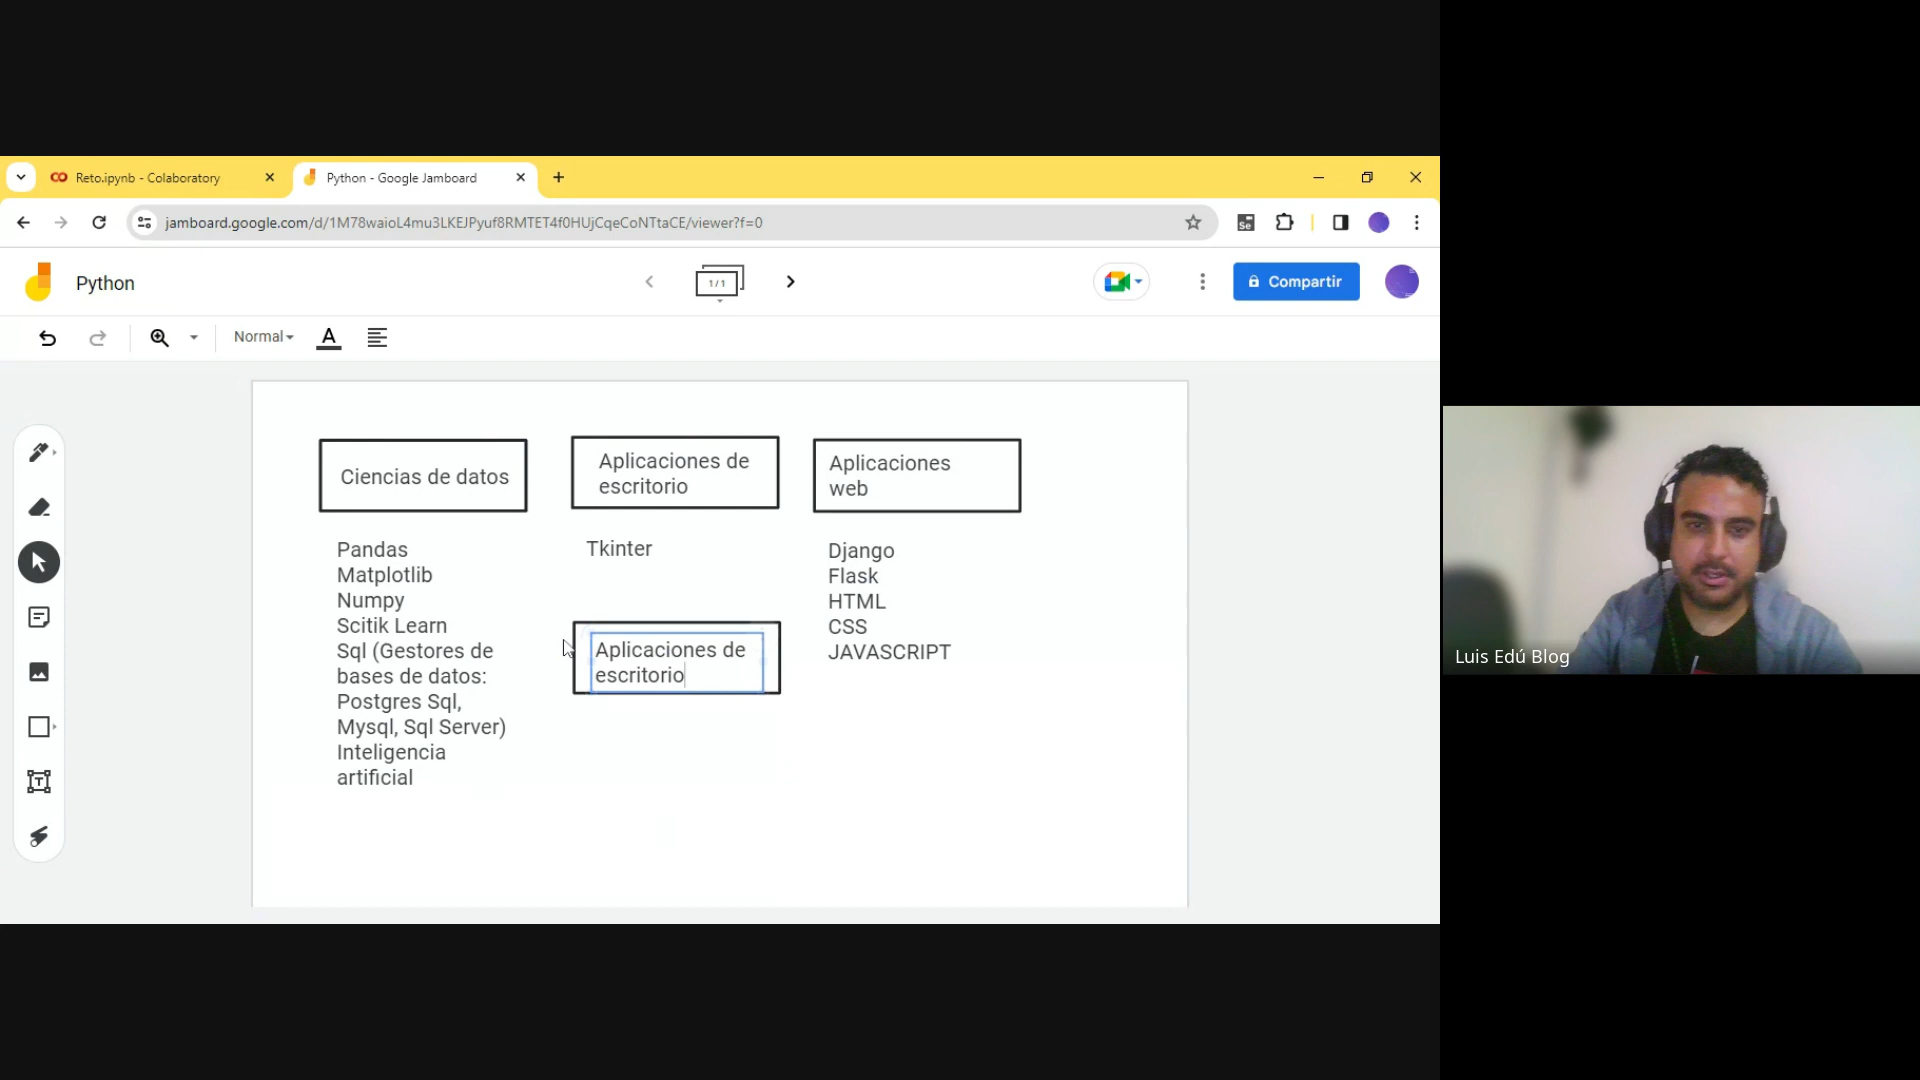 Reto.ipynb - Colaboratory
Python - Google Jamboard
jamboard.google.com/d/1M78waioL4mu3LKEJPyuf8RMTET4f0HUjCqeCoNTtaCE/viewer?f=0
Se
Python
1/1
Compartir
Normal
A
Ciencias de datos
Pandas
Matplotlib
Numpy
Scitik Learn
Sql (Gestores de
bases de datos:
Postgres Sql,
Mysql, Sql Server)
Inteligencia
artificial
Aplicaciones de
escritorio
Tkinter
Aplicaciones de
escritorio
Aplicaciones
web
Django
Flask
HTML
CSS
JAVASCRIPT
Luis Edú Blog